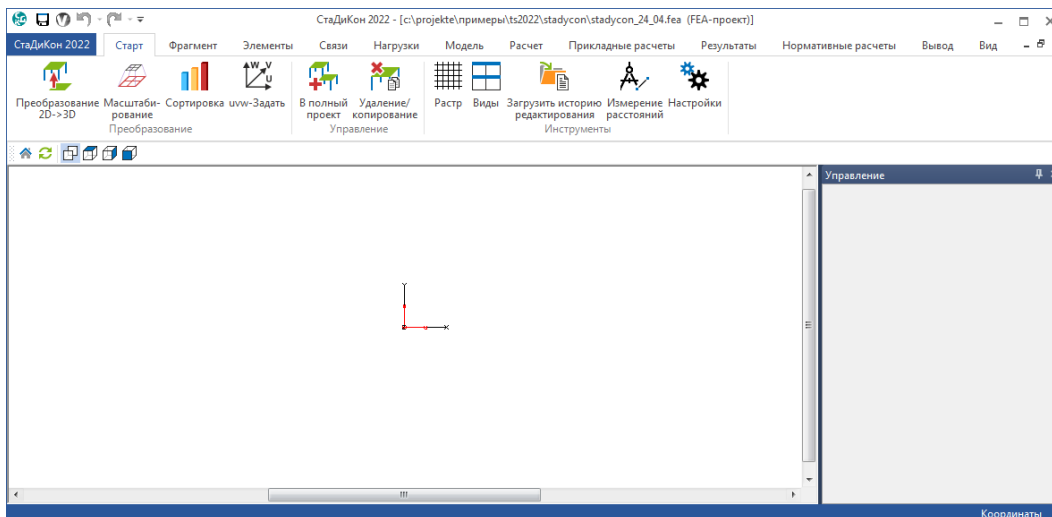 СтаДиКон 2022 - [c:\projekte\примеры\ts2022\stadycon\stadycon_24_04.fea (FEA-проект)]
СтаДиКон 2022 Старт Фрагмент Элементы Связи Нагрузки Модель Расчет Прикладные расчеты Результаты Нормативные расчеты Вывод Вид
W V
U
Преобразование Масштаби- Сортировка uvw-Задать В полный Удаление/ Растр Виды Загрузить историю Измерение Настройки
2D->3D рование проект копирование редактирования расстояний
Преобразование Управление Инструменты
Управление
Y
X
Координаты